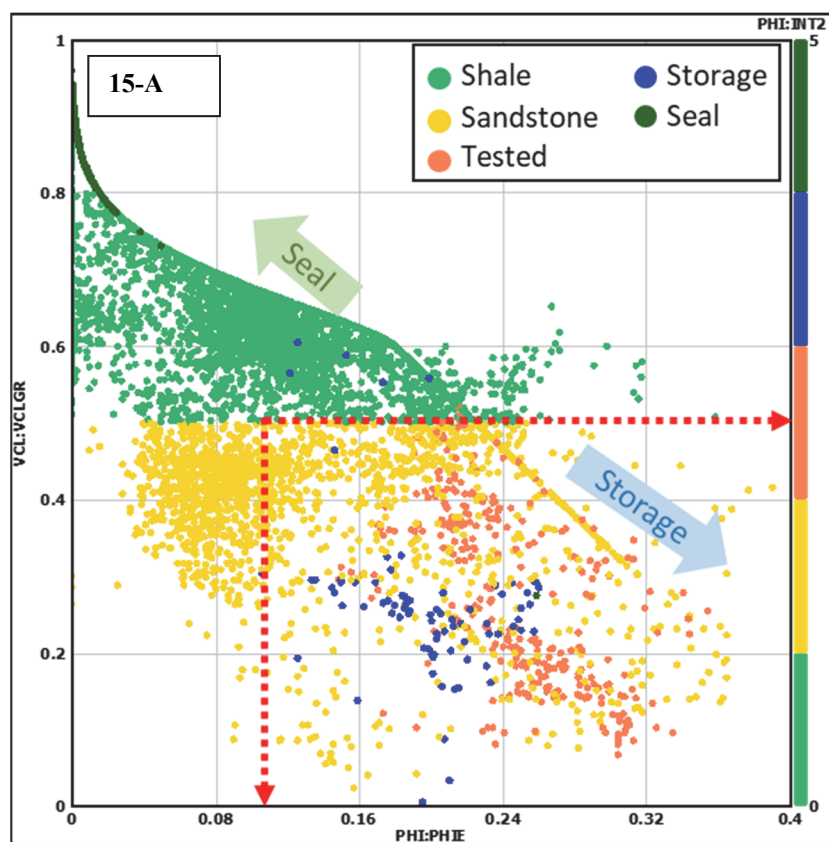 PHI:INT2
1
5
15-A
Shale
Storage
Sandstone
Seal
Tested
0.8
Seal
0.6
VCL:VCLGR
0.4
Storage
0.2
0
0
0
0.08
0.16
0.24
0.32
0.4
PHI:PHIE